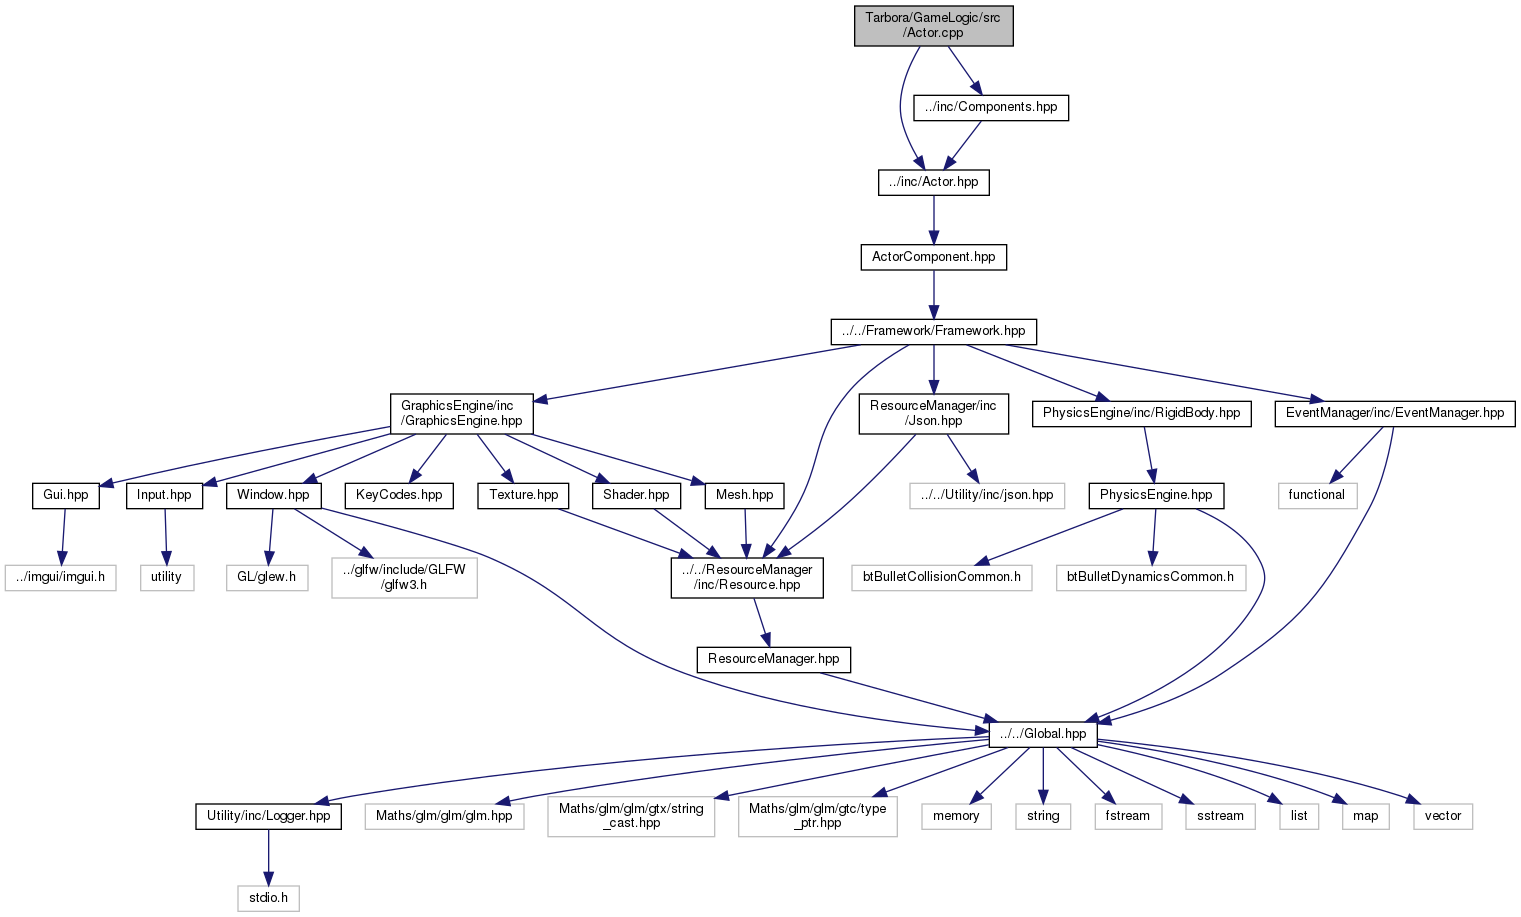 Tarbora/GameLogic/src
/Actor.cpp
../inc/Components.hpp
../inc/Actor.hpp
ActorComponent.hpp
../../Framework/Framework.hpp
GraphicsEngine/inc
/GraphicsEngine.hpp
ResourceManager/inc
/Json.hpp
PhysicsEngine/inc/RigidBody.hpp
EventManager/inc/EventManager.hpp
Gui.hpp
Input.hpp
Window.hpp
KeyCodes.hpp
Texture.hpp
Shader.hpp
Mesh.hpp
../../Utility/inc/json.hpp
PhysicsEngine.hpp
functional
../imgui/imgui.h
utility
GL/glew.h
../glfw/include/GLFW
/glfw3.h
../../ResourceManager
/inc/Resource.hpp
btBulletCollisionCommon.h
btBulletDynamicsCommon.h
ResourceManager.hpp
../../Global.hpp
Utility/inc/Logger.hpp
Maths/glm/glm/glm.hpp
Maths/glm/glm/gtx/string
_cast.hpp
Maths/glm/glm/gtc/type
_ptr.hpp
memory
string
fstream
sstream
list
map
vector
stdio.h